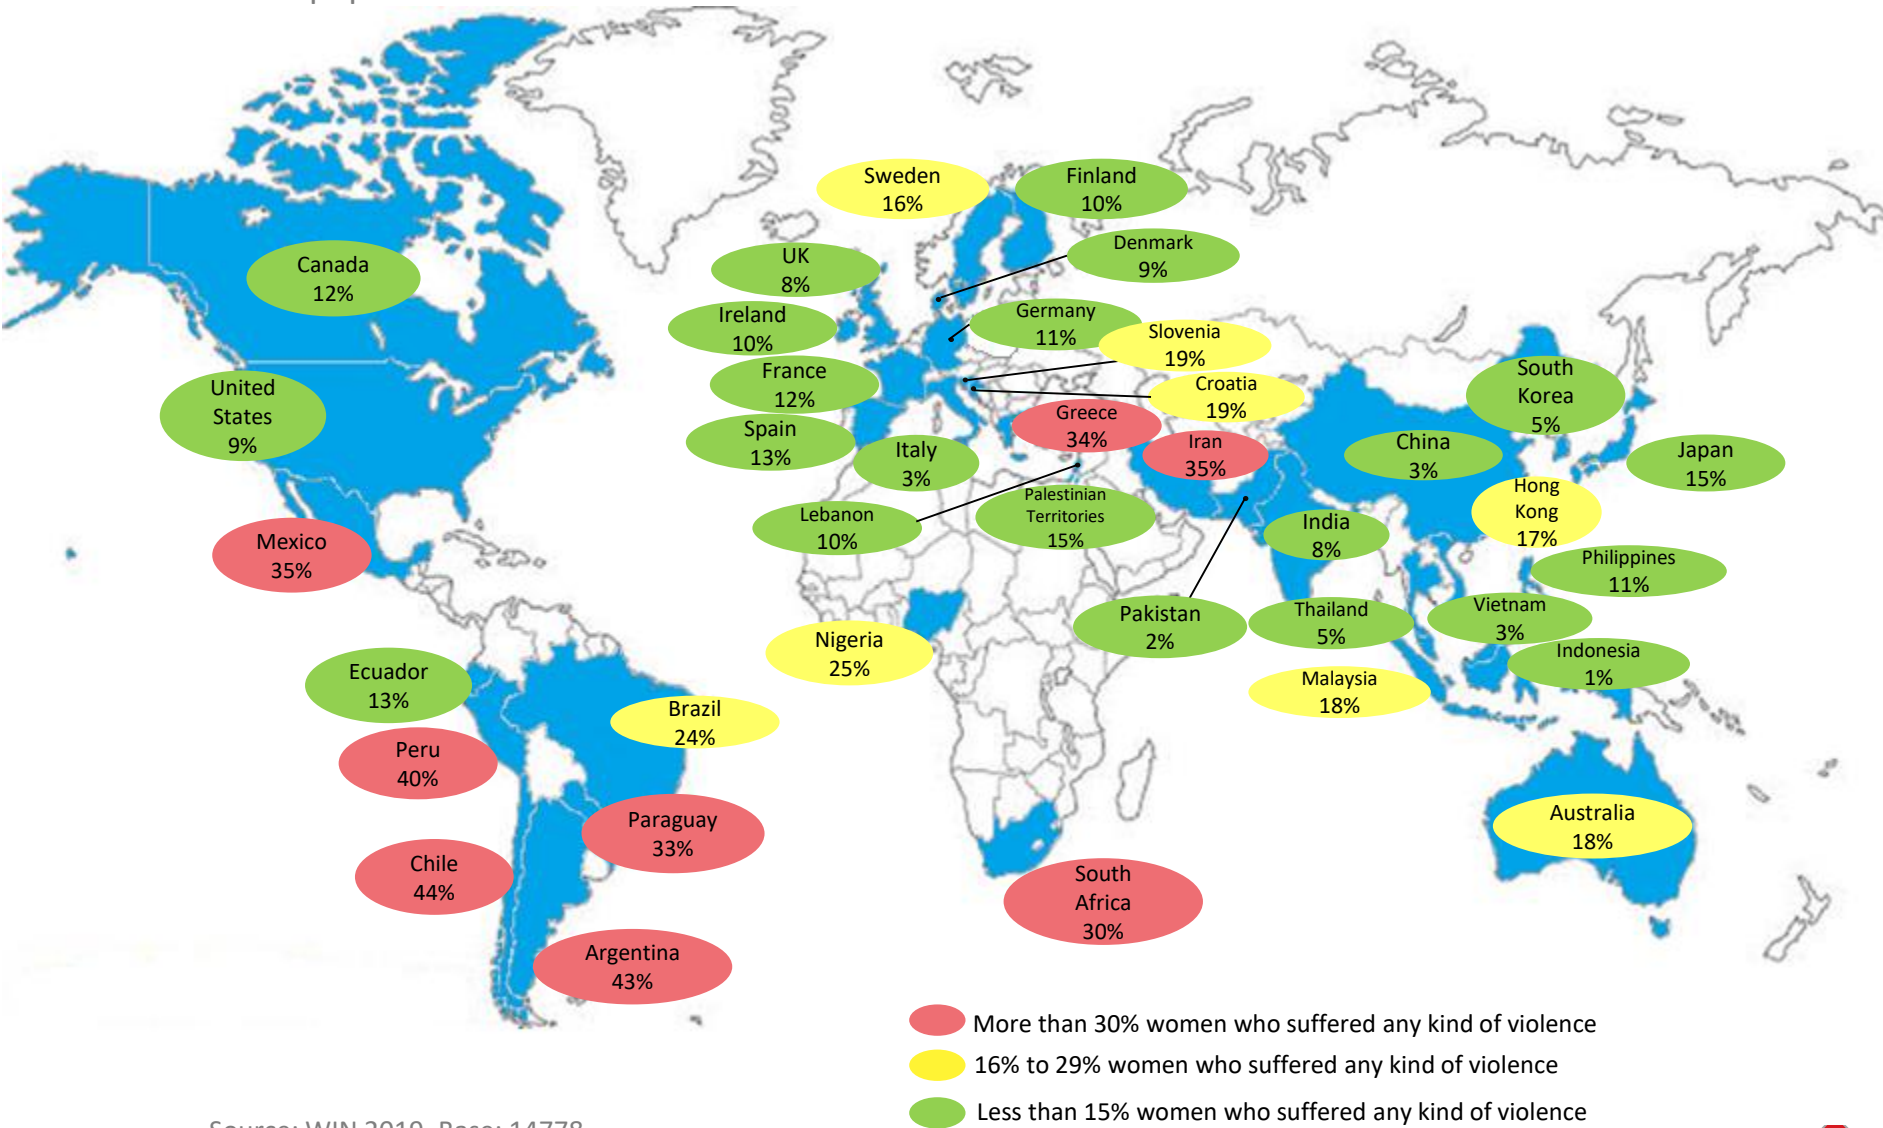 Sweden
16%
Finland
10%
UK
8%
Denmark
9%
Canada
12%
Ireland
10%
Germany
11%
Slovenia
19%
France
12%
Croatia
19%
United
States
9%
South
Korea
5%
Spain
13%
Italy
3%
Greece
34%
Iran
35%
China
3%
Japan
15%
Mexico
35%
Lebanon
10%
Palestinian
Territories
15%
India
8%
Hong
Kong
17%
Philippines
11%
Nigeria
25%
Pakistan
2%
Thailand
5%
Vietnam
3%
Indonesia
1%
Malaysia
18%
Ecuador
13%
Brazil
24%
Peru
40%
Paraguay
33%
Chile
44%
Argentina
43%
South
Africa
30%
Australia
18%
More than 30% women who suffered any kind of violence
16% to 29% women who suffered any kind of violence
Less than 15% women who suffered any kind of violence
Source: WIN 2019. Base: 14778